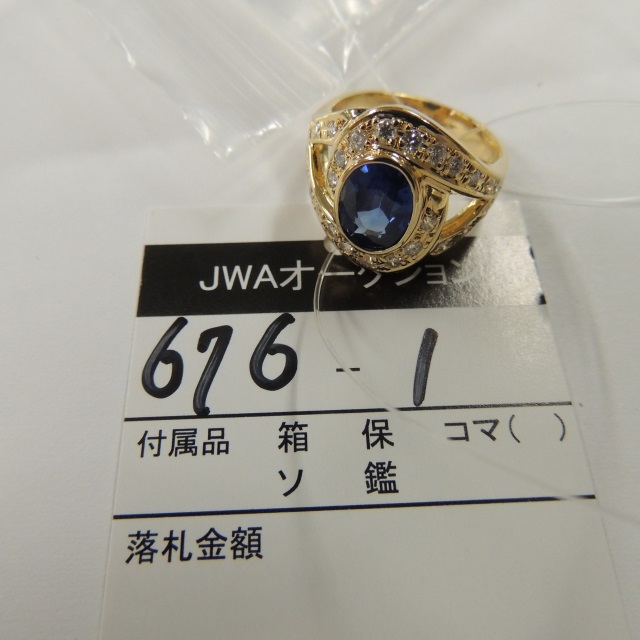 JWAオークション
676-1
付属品 箱 保 コマ( )
ソ 鑑
落札金額